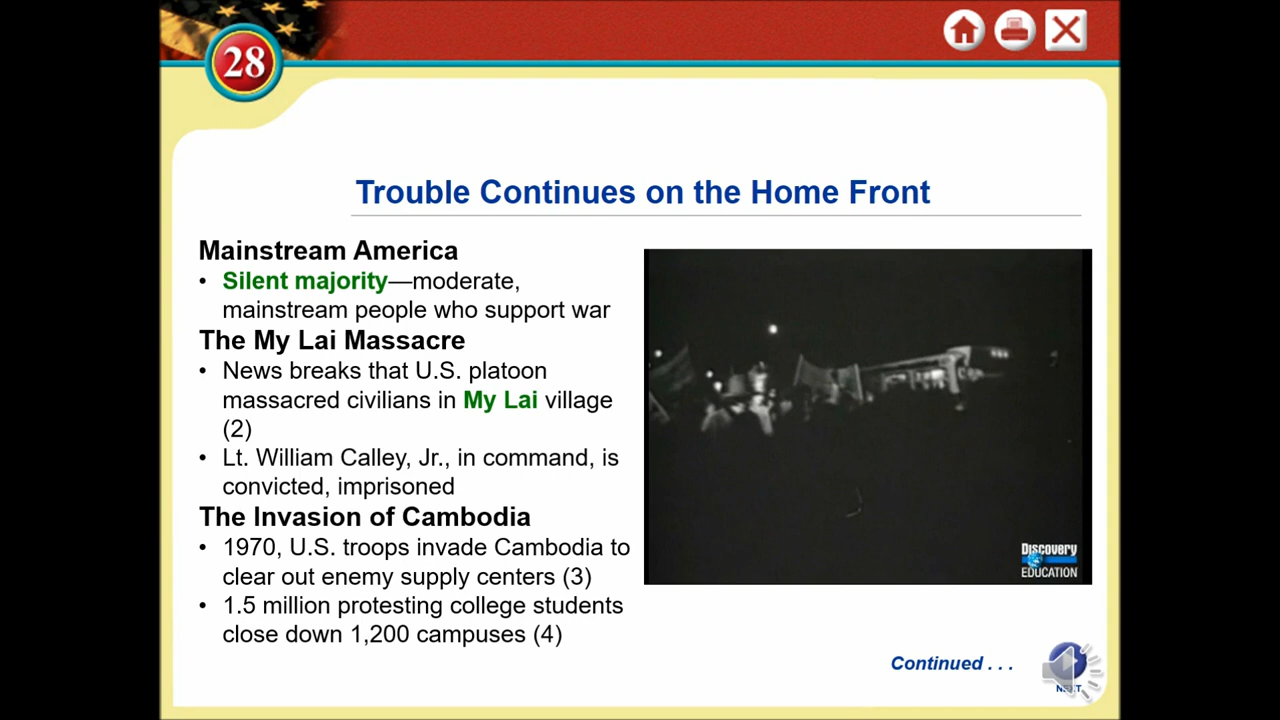 28
Trouble Continues on the Home Front
Mainstream America
• Silent majority—moderate,
mainstream people who support war
The My Lai Massacre
• News breaks that U.S. platoon
massacred civilians in My Lai village
(2)
• Lt. William Calley, Jr., in command, is
convicted, imprisoned
The Invasion of Cambodia
• 1970, U.S. troops invade Cambodia to
clear out enemy supply centers (3)
• 1.5 million protesting college students
close down 1,200 campuses (4)
Discovery
EDUCATION
Continued . . .
NEXT